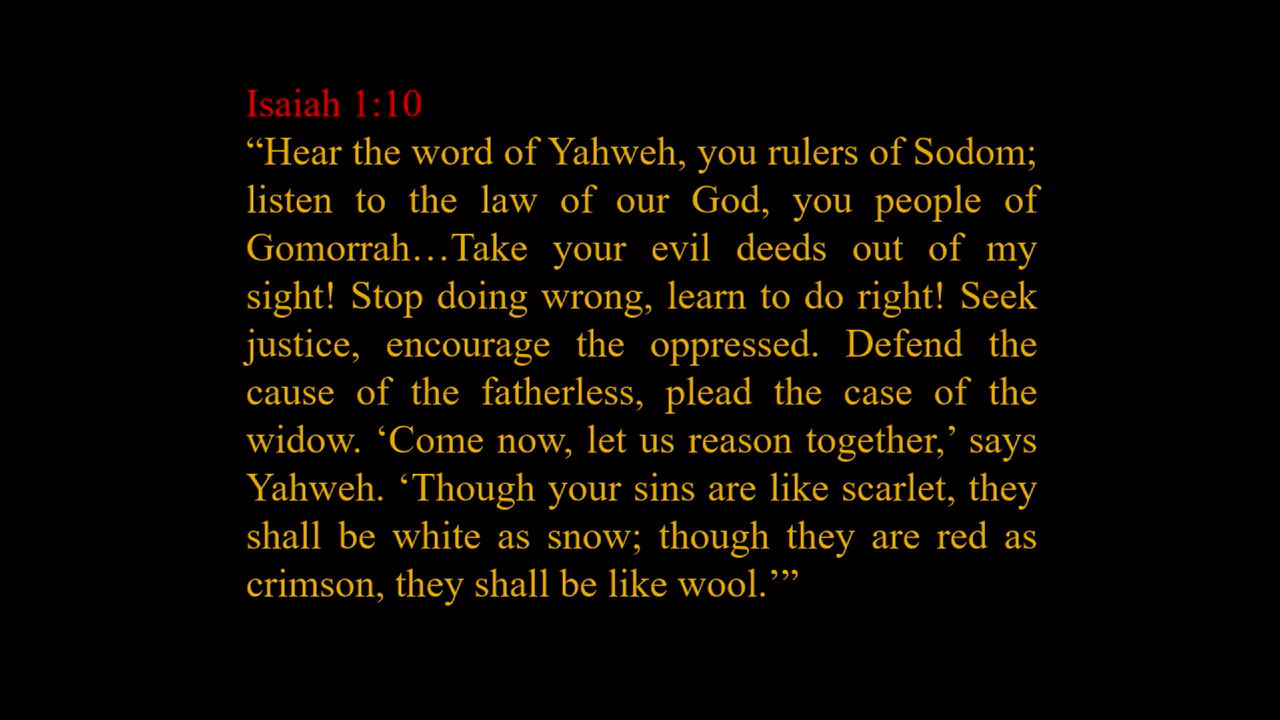 Isaiah 1:10
“Hear the word of Yahweh, you rulers of Sodom;
listen to the law of our God, you people of
Gomorrah…Take your evil deeds out of my
sight! Stop doing wrong, learn to do right! Seek
justice, encourage the oppressed. Defend the
cause of the fatherless, plead the case of the
widow. ‘Come now, let us reason together,’ says
Yahweh. ‘Though your sins are like scarlet, they
shall be white as snow; though they are red as
crimson, they shall be like wool.’”